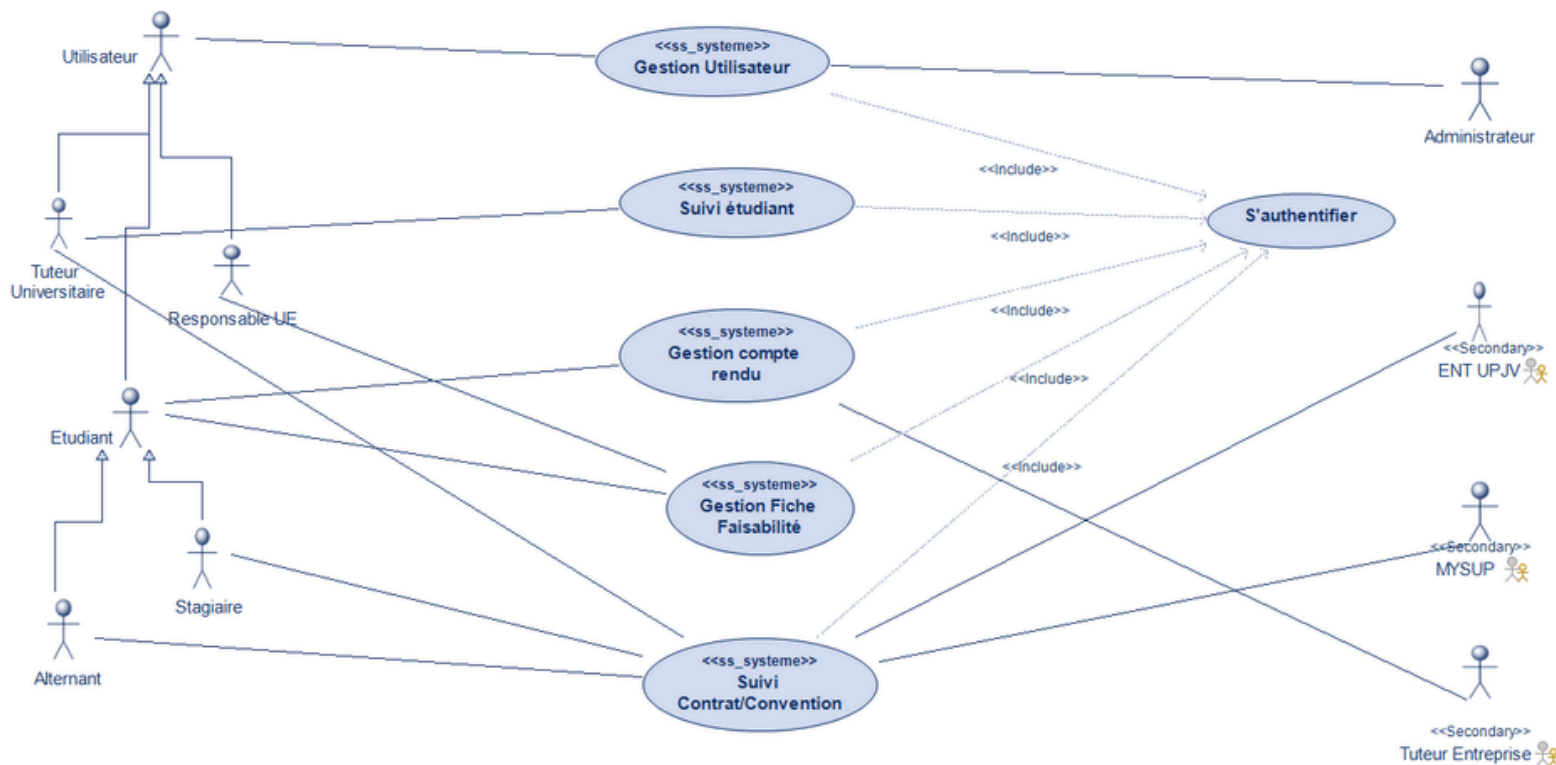 Utilisateur
<<ss_systeme>>
Gestion Utilisateur
Administrateur
<<Include>>
<<ss_systeme>>
Suivi étudiant
S'authentifier
<<Include>>
Tuteur
Universitaire
Responsable UE
<<Include>>
<<ss_systeme>>
Gestion compte
rendu
<<Secondary>>
ENT UPJV
<<Include>>
Etudiant
<<Include>>
<<ss_systeme>>
Gestion Fiche
Faisabilité
<<Secondary>>
MYSUP
Stagiaire
Alternant
<<ss_systeme>>
Suivi
Contrat/Convention
<<Secondary>>
Tuteur Entreprise